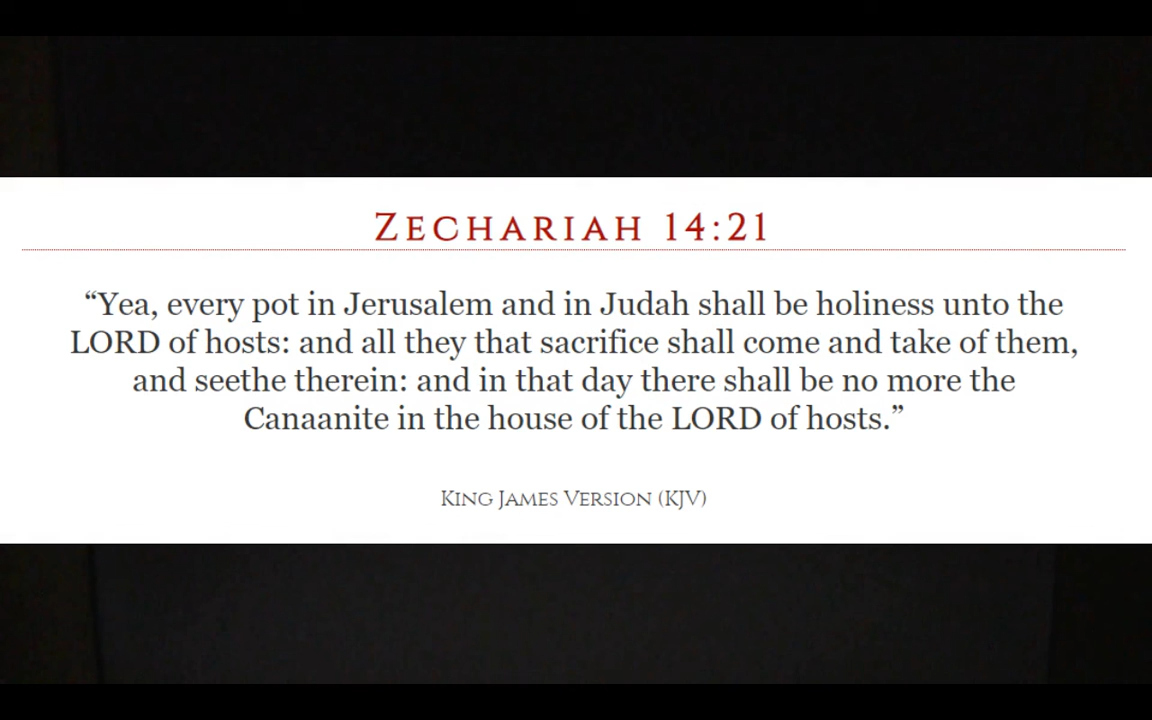 Zechariah 14:21
“Yea, every pot in Jerusalem and in Judah shall be holiness unto the
LORD of hosts: and all they that sacrifice shall come and take of them,
and seethe therein: and in that day there shall be no more the
Canaanite in the house of the LORD of hosts.”
King James Version (KJV)